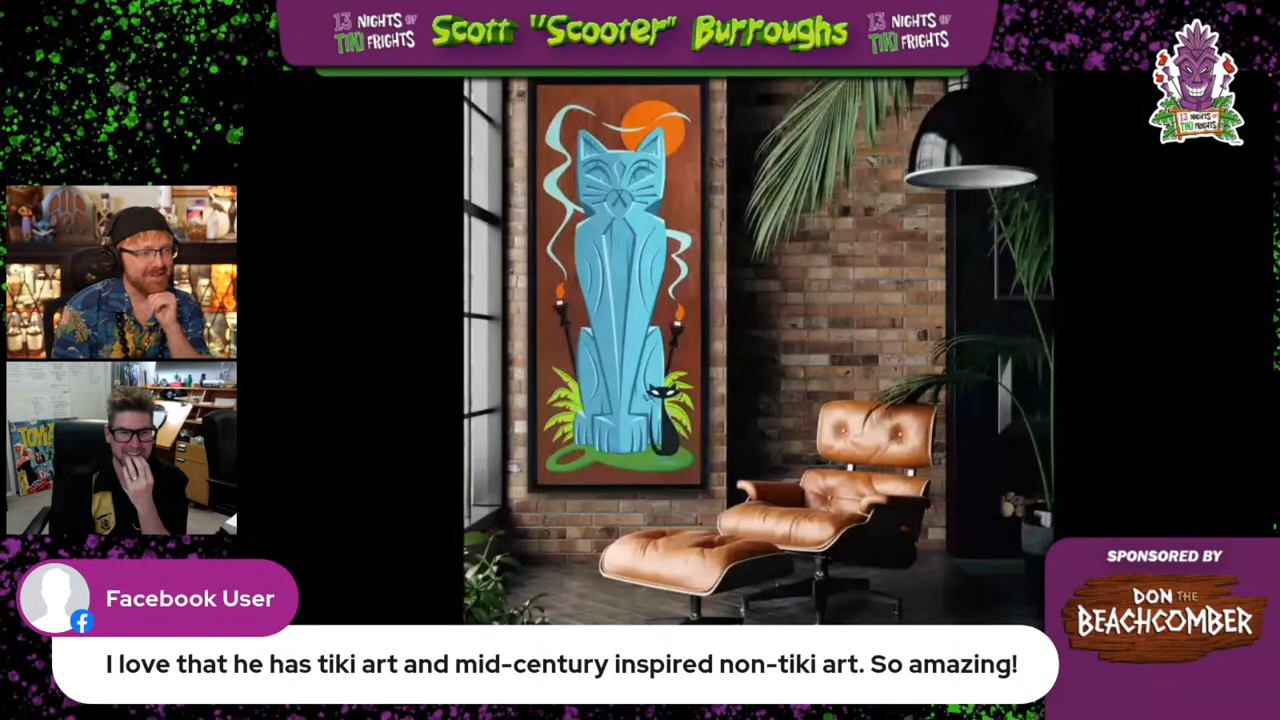 13 NIGHTS OF
TIKI FRIGHTS
Scott "Scooter" Burroughs
13 NIGHTS OF
TIKI FRIGHTS
13 NIGHTS OF
TIKI FRIGHTS
SPONSORED BY
DON THE
BEACHCOMBER
Facebook User
I love that he has tiki art and mid-century inspired non-tiki art. So amazing!